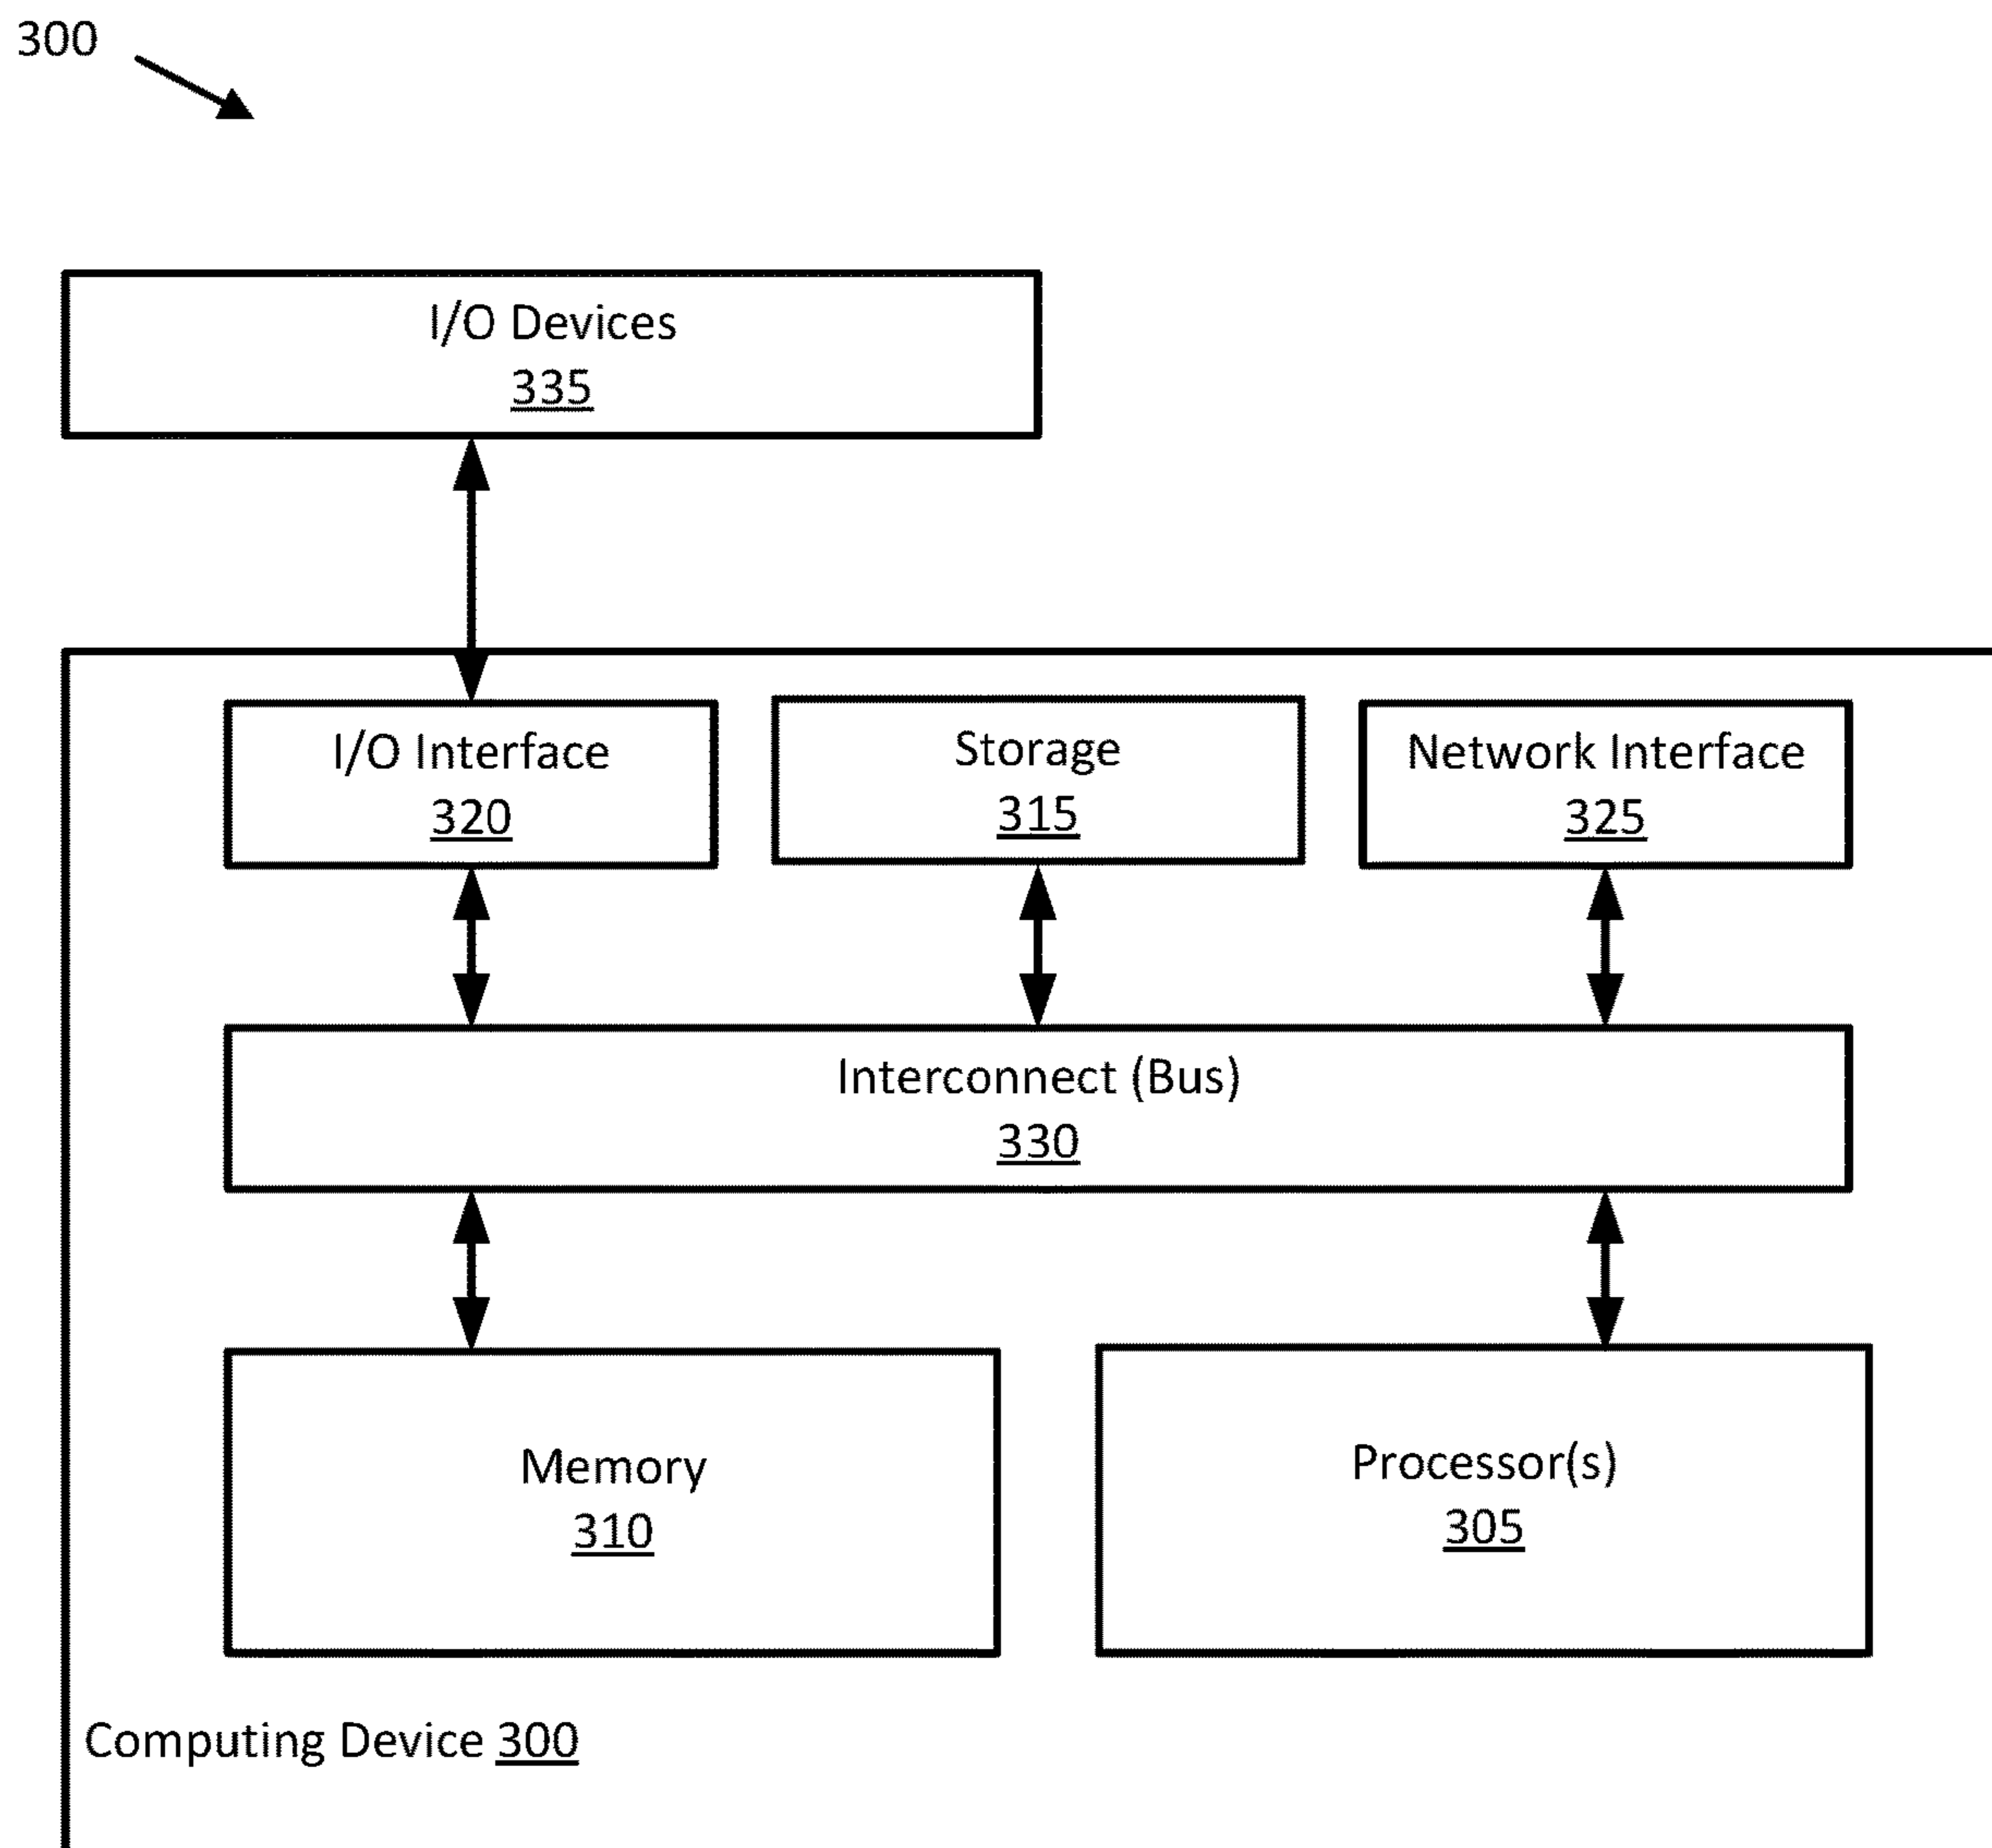 300
I/O Devices
335
I/O Interface
320
Storage
315
Network Interface
325
Interconnect (Bus)
330
Memory
310
Processor(s)
305
Computing Device 300